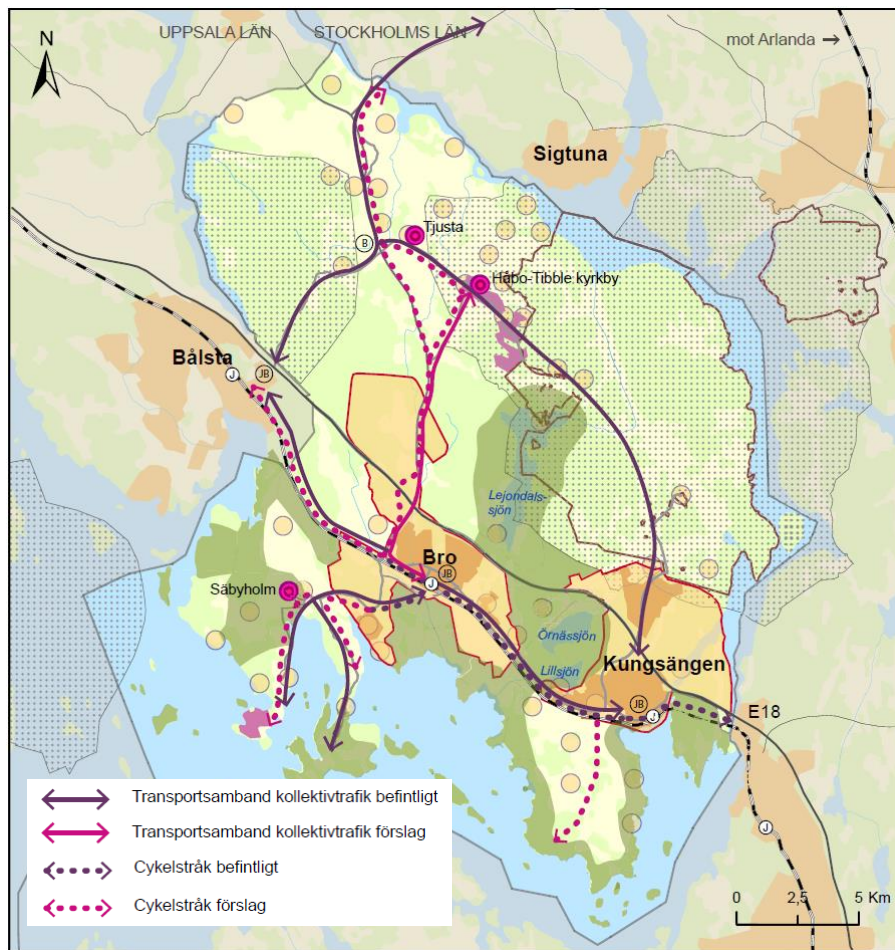 UPPSALA LÄN
STOCKHOLMS LÄN
mot Arlanda →
N
Sigtuna
Tjusta
B
Håbo-Tibble kyrkby
Bålsta
J
JB
Lejondals-
sjön
Bro
JB
J
Säbyholm
Örnässjön
Lillsjön
Kungsängen
JB
J
E18
J
Transportsamband kollektivtrafik befintligt
Transportsamband kollektivtrafik förslag
Cykelstråk befintligt
Cykelstråk förslag
0 2,5 5 Km